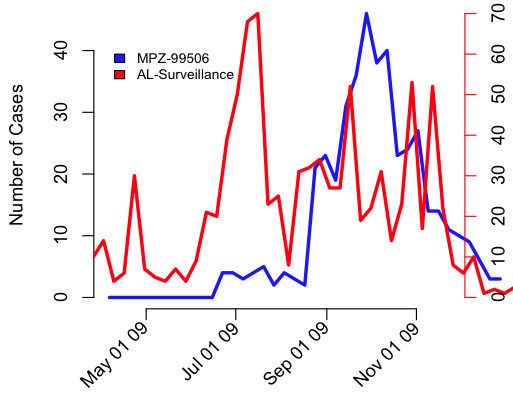 MPZ-99506
AL-Surveillance
Number of Cases
0
10
20
30
40
0
10
20
30
40
50
60
70
May 01 09
Jul 01 09
Sep 01 09
Nov 01 09